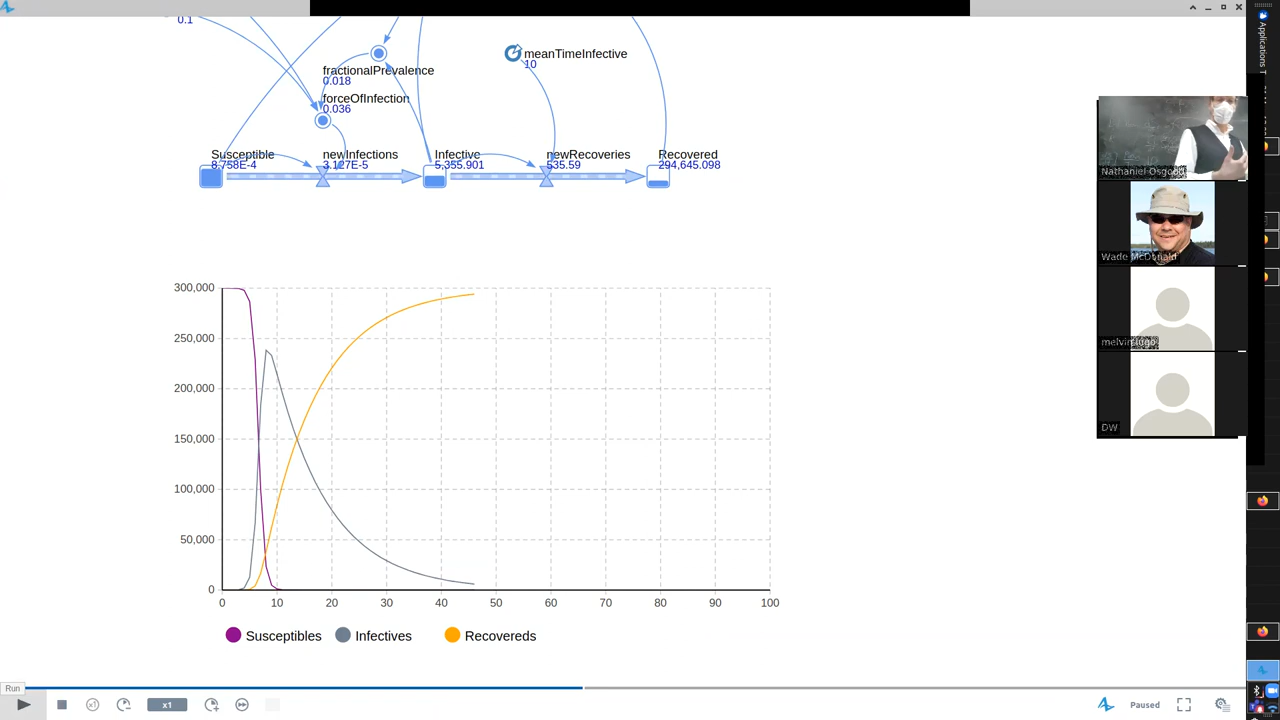 0.1
meanTimeInfective
10
fractionalPrevalence
0.018
forceOfInfection
0.036
Susceptible
8.758E-4
newInfections
3.127E-5
Infective
5,355.901
newRecoveries
535.59
Recovered
294,645.098
300,000
250,000
200,000
150,000
100,000
50,000
0
0 10 20 30 40 50 60 70 80 90 100
Susceptibles Infectives Recovereds
Run
x1
x1
Paused
Nathaniel Osgood
Wade McDonald
melvin lugo
DW
Applications